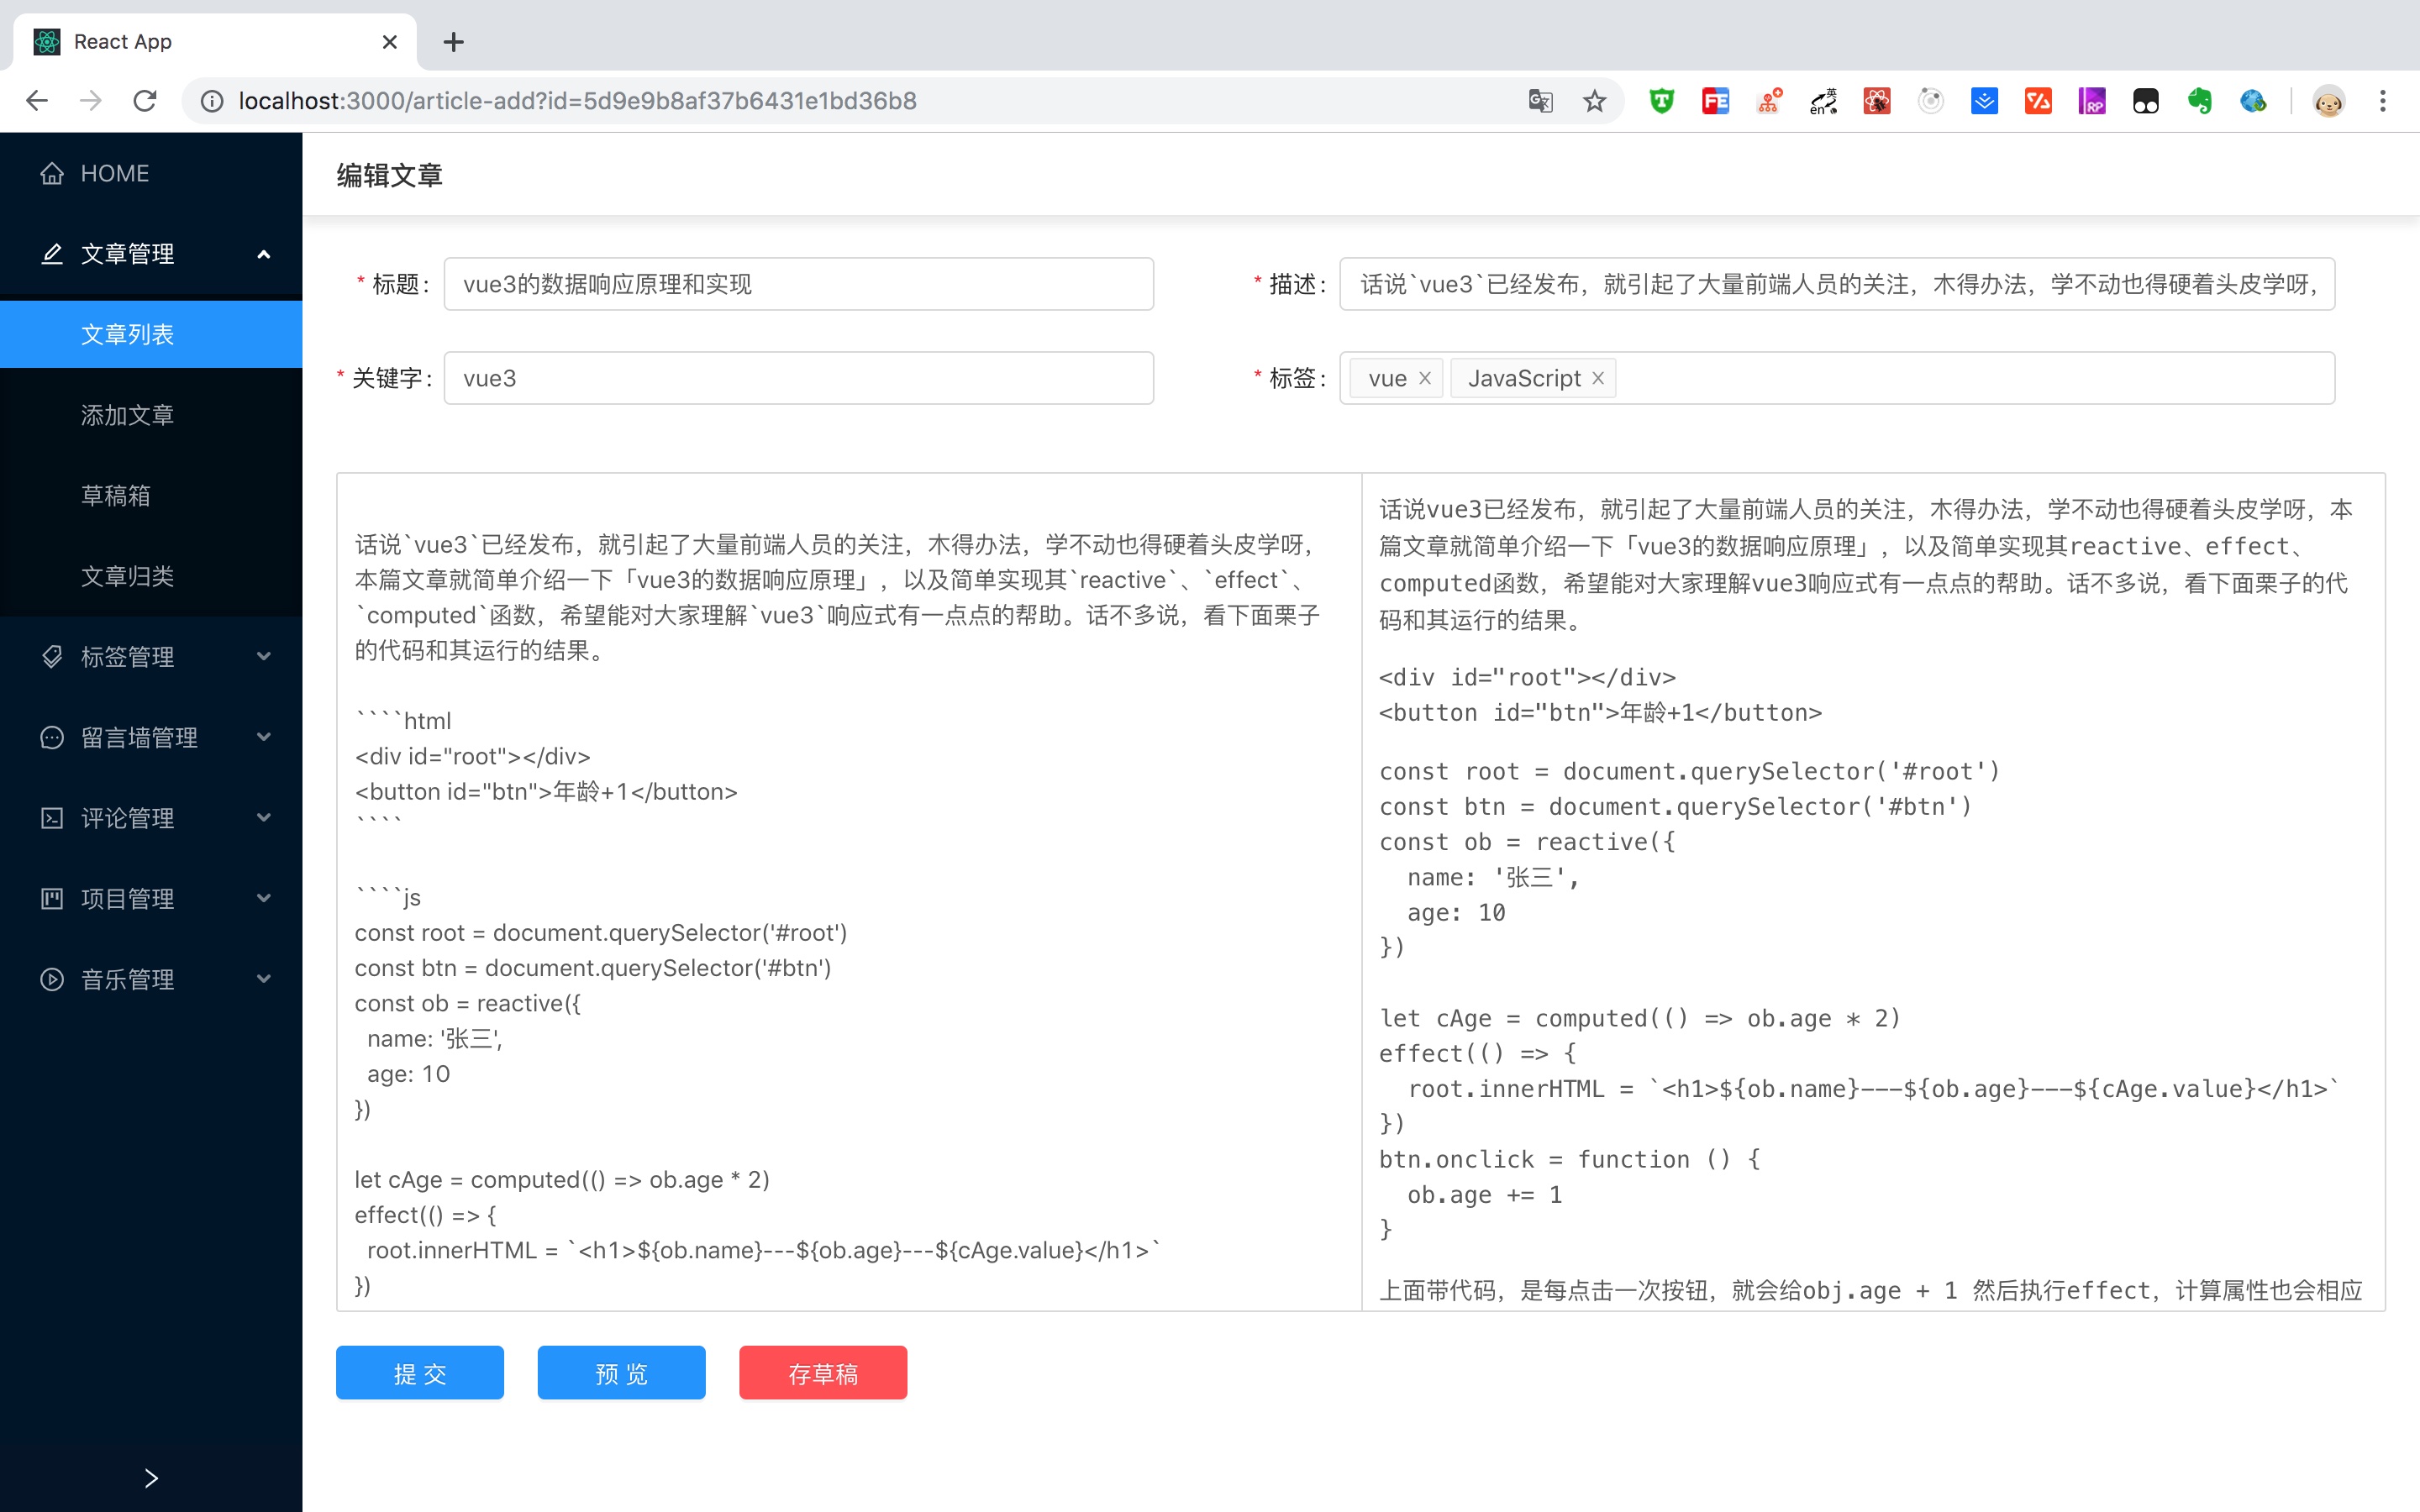 React App
localhost:3000/article-add?id=5d9e9b8af37b6431e1bd36b8
HOME
文章管理
文章列表
添加文章
草稿箱
文章归类
标签管理
留言墙管理
评论管理
项目管理
音乐管理
编辑文章
* 标题: vue3的数据响应原理和实现
* 描述: 话说`vue3`已经发布，就引起了大量前端人员的关注，木得办法，学不动也得硬着头皮学呀，
* 关键字: vue3
* 标签: vue JavaScript
话说`vue3`已经发布，就引起了大量前端人员的关注，木得办法，学不动也得硬着头皮学呀，
本篇文章就简单介绍一下「vue3的数据响应原理」，以及简单实现其`reactive`、`effect`、
`computed`函数，希望能对大家理解`vue3`响应式有一点点的帮助。话不多说，看下面栗子
的代码和其运行的结果。
````html
<div id="root"></div>
<button id="btn">年龄+1</button>
````
````js
const root = document.querySelector('#root')
const btn = document.querySelector('#btn')
const ob = reactive({
  name: '张三',
  age: 10
})
let cAge = computed(() => ob.age * 2)
effect(() => {
  root.innerHTML = `<h1>${ob.name}---${ob.age}---${cAge.value}</h1>`
})
话说vue3已经发布，就引起了大量前端人员的关注，木得办法，学不动也得硬着头皮学呀，本
篇文章就简单介绍一下「vue3的数据响应原理」，以及简单实现其reactive、effect、
computed函数，希望能对大家理解vue3响应式有一点点的帮助。话不多说，看下面栗子的代
码和其运行的结果。
<div id="root"></div>
<button id="btn">年龄+1</button>
const root = document.querySelector('#root')
const btn = document.querySelector('#btn')
const ob = reactive({
  name: '张三',
  age: 10
})
let cAge = computed(() => ob.age * 2)
effect(() => {
  root.innerHTML = `<h1>${ob.name}---${ob.age}---${cAge.value}</h1>`
})
btn.onclick = function () {
  ob.age += 1
}
上面带代码，是每点击一次按钮，就会给obj.age + 1 然后执行effect，计算属性也会相应
提 交
预 览
存草稿
FE
英
en
RP